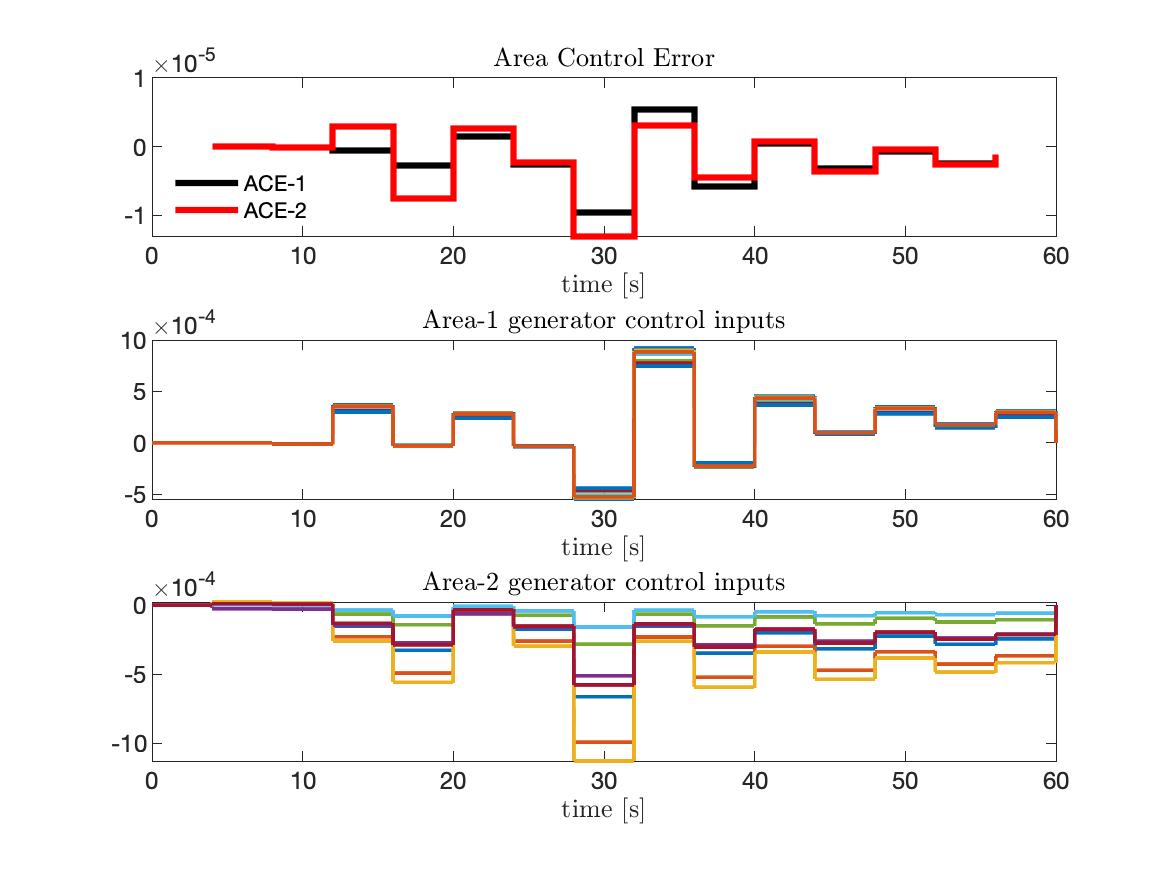 Area Control Error
×10-5
1
0
-1
ACE-1
ACE-2
0 10 20 30 40 50 60
time [s]
Area-1 generator control inputs
×10-4
10
5
0
-5
0 10 20 30 40 50 60
time [s]
Area-2 generator control inputs
×10-4
0
-5
-10
0 10 20 30 40 50 60
time [s]